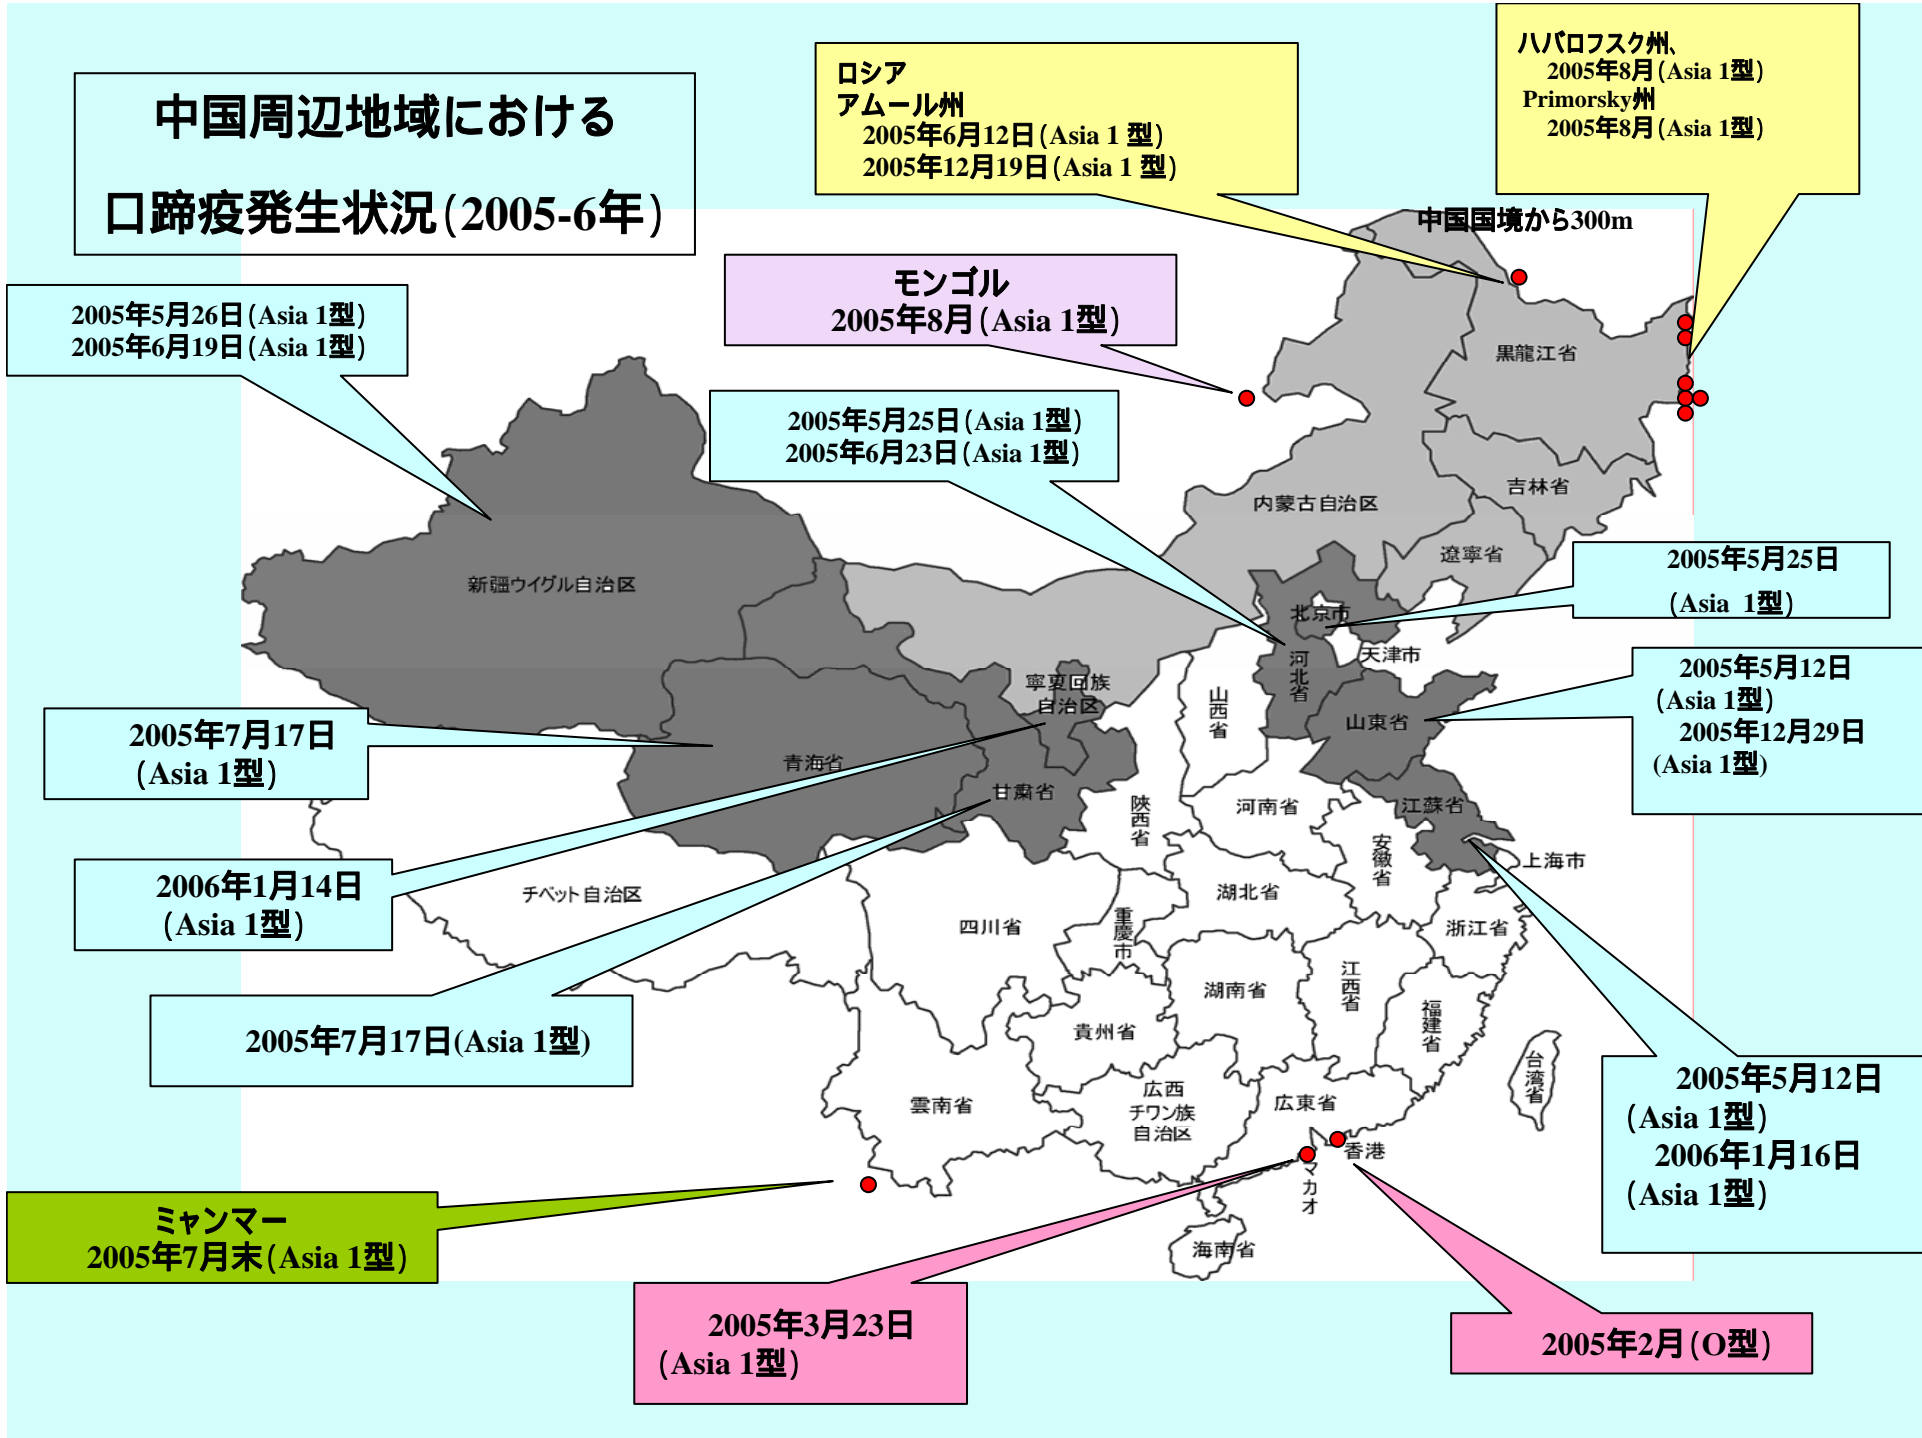 中国周辺地域における
口蹄疫発生状況(2005-6年)
ロシア
アムール州
2005年6月12日(Asia 1 型)
2005年12月19日(Asia 1 型)
ハバロフスク州、
2005年8月(Asia 1型)
Primorsky州
2005年8月(Asia 1型)
中国国境から300m
モンゴル
2005年8月(Asia 1型)
2005年5月26日(Asia 1型)
2005年6月19日(Asia 1型)
2005年5月25日(Asia 1型)
2005年6月23日(Asia 1型)
黒龍江省
吉林省
内蒙古自治区
遼寧省
2005年5月25日
(Asia 1型)
新疆ウイグル自治区
北京市
天津市
河北省
寧夏回族
自治区
山西省
山東省
2005年5月12日
(Asia 1型)
2005年12月29日
(Asia 1型)
2005年7月17日
(Asia 1型)
青海省
甘粛省
陝西省
河南省
江蘇省
安徽省
上海市
2006年1月14日
(Asia 1型)
チベット自治区
四川省
重慶市
湖北省
浙江省
湖南省
江西省
福建省
2005年7月17日(Asia 1型)
貴州省
台湾省
雲南省
広西
チワン族
自治区
広東省
香港
マカオ
海南省
2005年5月12日
(Asia 1型)
2006年1月16日
(Asia 1型)
ミャンマー
2005年7月末(Asia 1型)
2005年3月23日
(Asia 1型)
2005年2月(O型)